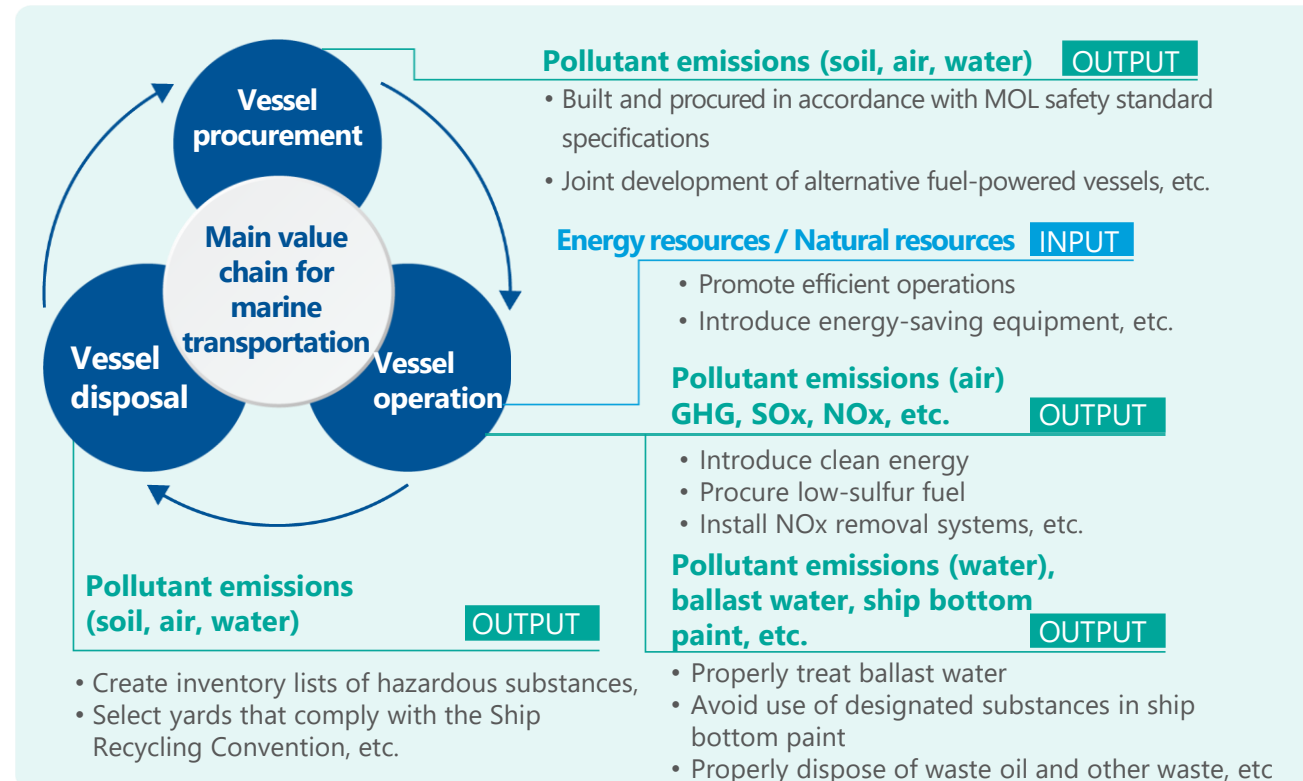 Vessel
procurement
Main value
chain for
marine
transportation
Vessel
disposal
Vessel
operation
Pollutant emissions (soil, air, water) OUTPUT
• Built and procured in accordance with MOL safety standard
specifications
• Joint development of alternative fuel-powered vessels, etc.
Energy resources / Natural resources INPUT
• Promote efficient operations
• Introduce energy-saving equipment, etc.
Pollutant emissions (air)
GHG, SOx, NOx, etc. OUTPUT
• Introduce clean energy
• Procure low-sulfur fuel
• Install NOx removal systems, etc.
Pollutant emissions (water),
ballast water, ship bottom
paint, etc. OUTPUT
• Properly treat ballast water
• Avoid use of designated substances in ship
bottom paint
• Properly dispose of waste oil and other waste, etc
Pollutant emissions
(soil, air, water) OUTPUT
• Create inventory lists of hazardous substances,
• Select yards that comply with the Ship
Recycling Convention, etc.